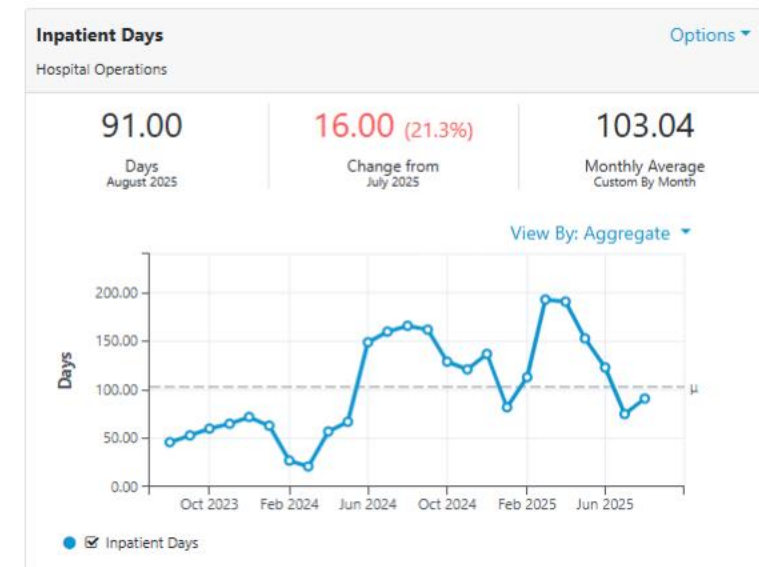 Inpatient Days
Options
Hospital Operations
91.00
Days
August 2025
16.00 (21.3%)
Change from
July 2025
103.04
Monthly Average
Custom By Month
View By: Aggregate
200.00
150.00
100.00
50.00
0.00
Days
μ
Oct 2023 Feb 2024 Jun 2024 Oct 2024 Feb 2025 Jun 2025
Inpatient Days